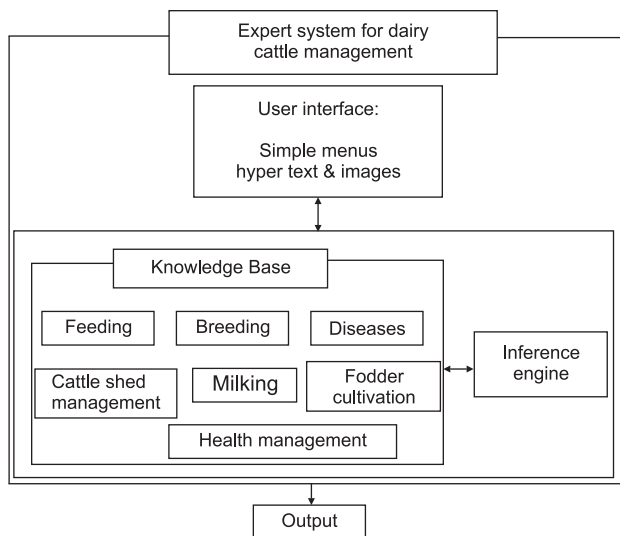 Expert system for dairy
cattle management
User interface:
Simple menus
hyper text & images
Knowledge Base
Feeding
Breeding
Diseases
Cattle shed
management
Milking
Fodder
cultivation
Health management
Inference
engine
Output